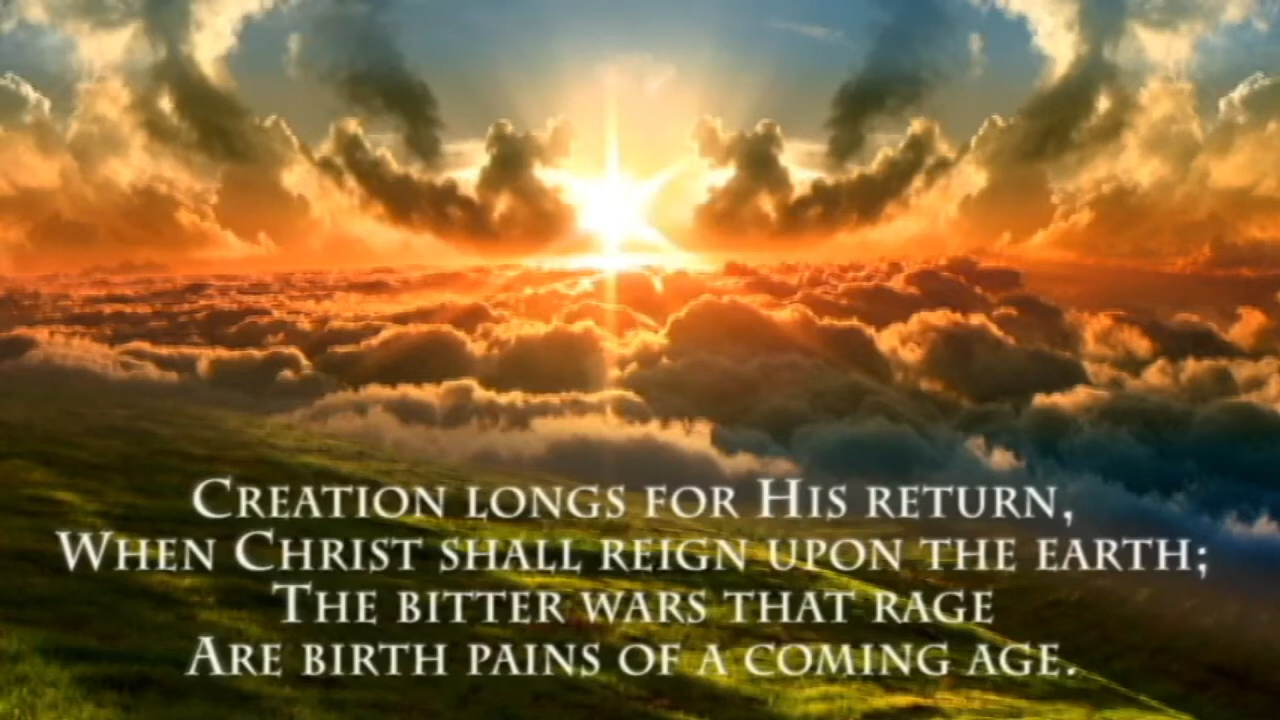 Creation longs for His return,
When Christ shall reign upon the earth;
The bitter wars that rage
Are birth pains of a coming age.